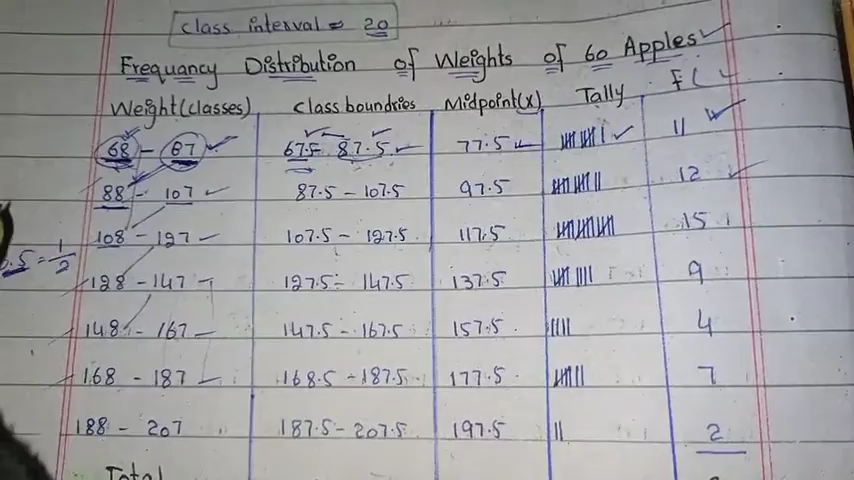 class interval = 20
Frequancy Distribution of Weights of 60 Apples
Weight(classes) Class boundries Midpoint(x) Tally F(
68 - 87 67.5 - 87.5 77.5 11
88 - 107 87.5 - 107.5 97.5 12
108 - 127 107.5 - 127.5 117.5 15
.5 = 1/2
128 - 147 127.5 - 147.5 137.5 9
148 - 167 147.5 - 167.5 157.5 4
168 - 187 168.5 - 187.5 177.5 7
188 - 207 187.5 - 207.5 197.5 2
Total